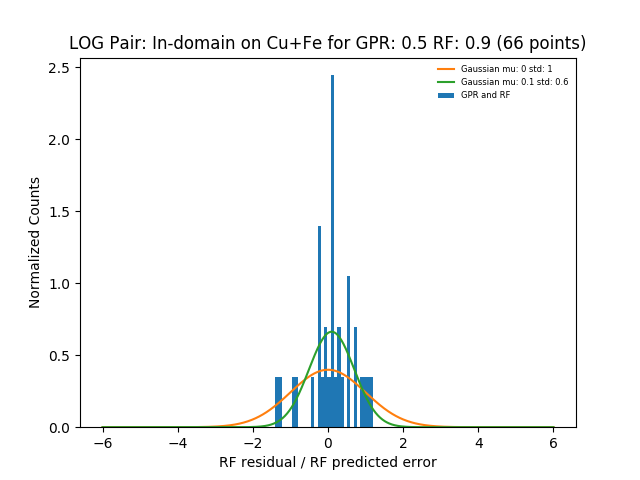 LOG Pair: In-domain on Cu+Fe for GPR: 0.5 RF: 0.9 (66 points)
Gaussian mu: 0 std: 1
Gaussian mu: 0.1 std: 0.6
GPR and RF
Normalized Counts
2.5
2.0
1.5
1.0
0.5
0.0
−6 −4 −2 0 2 4 6
RF residual / RF predicted error